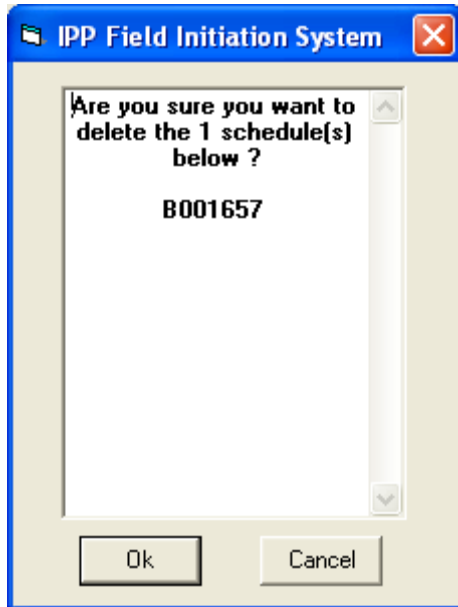 IPP Field Initiation System
Are you sure you want to
delete the 1 schedule(s)
below ?
B001657
Ok
Cancel